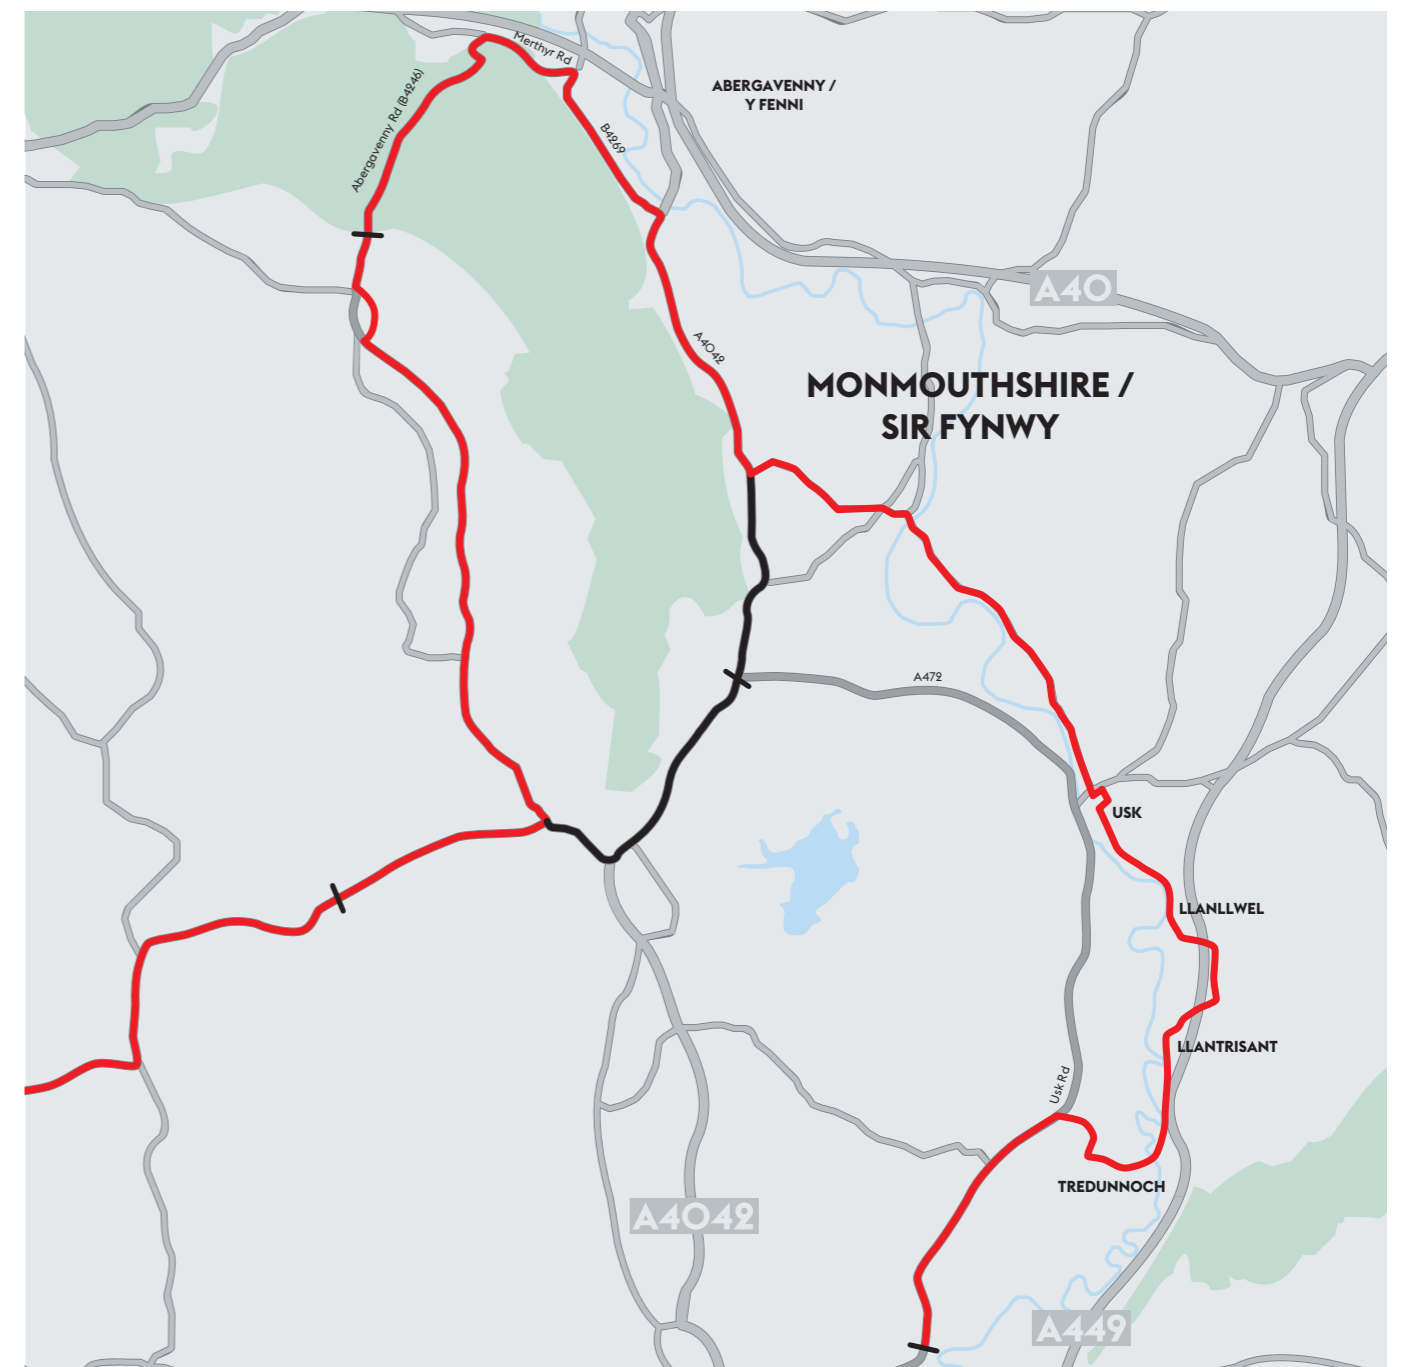 Merthyr Rd
Abergavenny Rd (B4246)
ABERGAVENNY /
Y FENNI
B4269
A40
A4042
MONMOUTHSHIRE /
SIR FYNWY
A472
USK
LLANLLWEL
LLANTRISANT
Usk Rd
TREDUNNOCH
A4042
A449